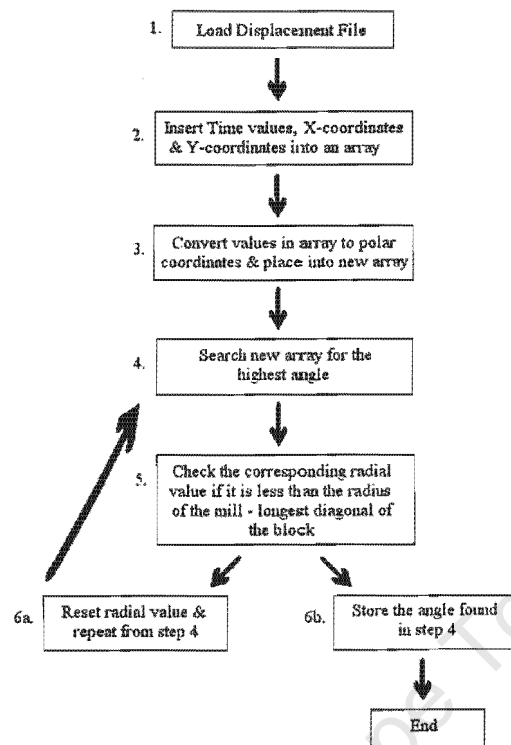 1. Load Displacement File
2. Insert Time values, X-coordinates
& Y-coordinates into an array
3. Convert values in array to polar
coordinates & place into new array
4. Search new array for the
highest angle
5. Check the corresponding radial
value if it is less than the radius
of the mill - longest diagonal of
the block
6a. Reset radial value &
repeat from step 4
6b. Store the angle found
in step 4
End
pe To